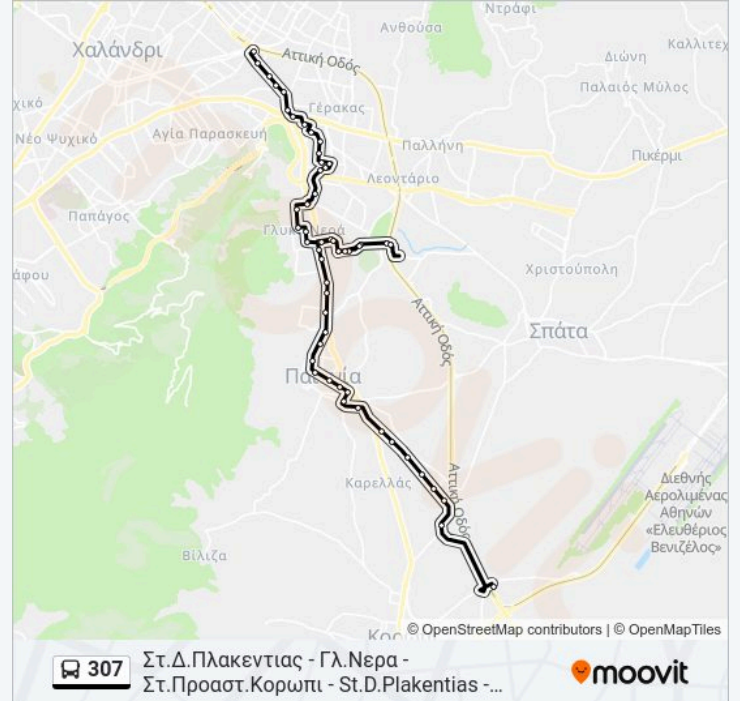 Ντράφι
Ανθούσα
Καλλιτεχ
Χαλάνδρι
Αττική Οδός
Διώνη
Παλαιός Μύλος
χικό
Γέρακας
Νέο Ψυχικό
Αγία Παρασκευή
Παλλήνη
Πικέρμι
Λεοντάριο
Παπάγος
Γλυκά Νερά
άφου
Χριστούπολη
Αττική Οδός
Σπάτα
Παιανία
Καρελλάς
Αττική Οδός
Διεθνής
Αερολιμένας
Αθηνών
«Ελευθέριος
Βενιζέλος»
Βίλιζα
© OpenStreetMap contributors | © OpenMapTiles
307
Στ.Δ.Πλακεντιας - Γλ.Νερα -
Στ.Προαστ.Κορωπι - St.D.Plakentias -...
moovit